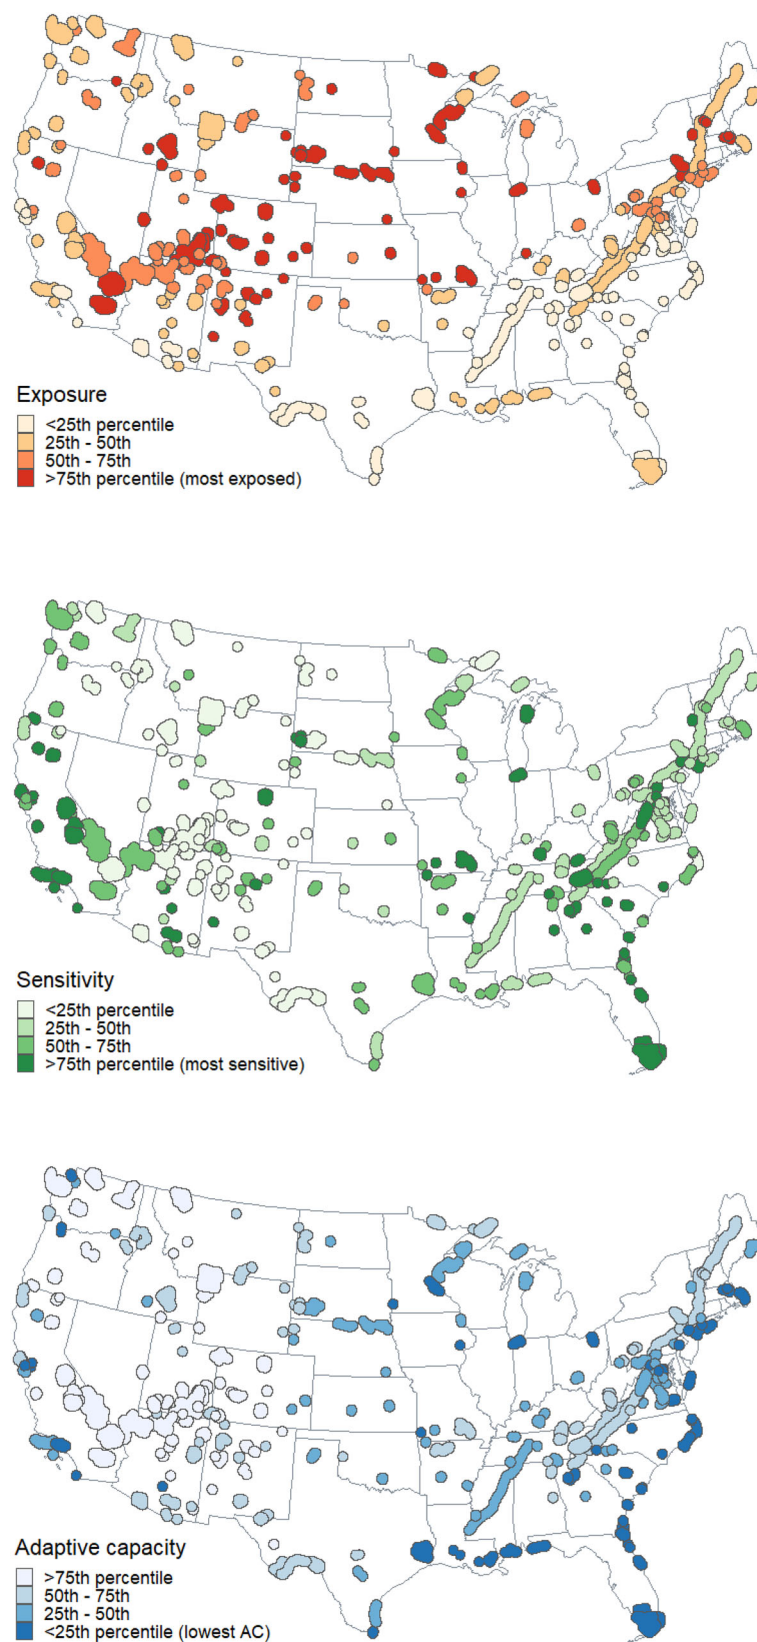 Exposure
<25th percentile
25th - 50th
50th - 75th
>75th percentile (most exposed)
Sensitivity
<25th percentile
25th - 50th
50th - 75th
>75th percentile (most sensitive)
Adaptive capacity
>75th percentile
50th - 75th
25th - 50th
<25th percentile (lowest AC)